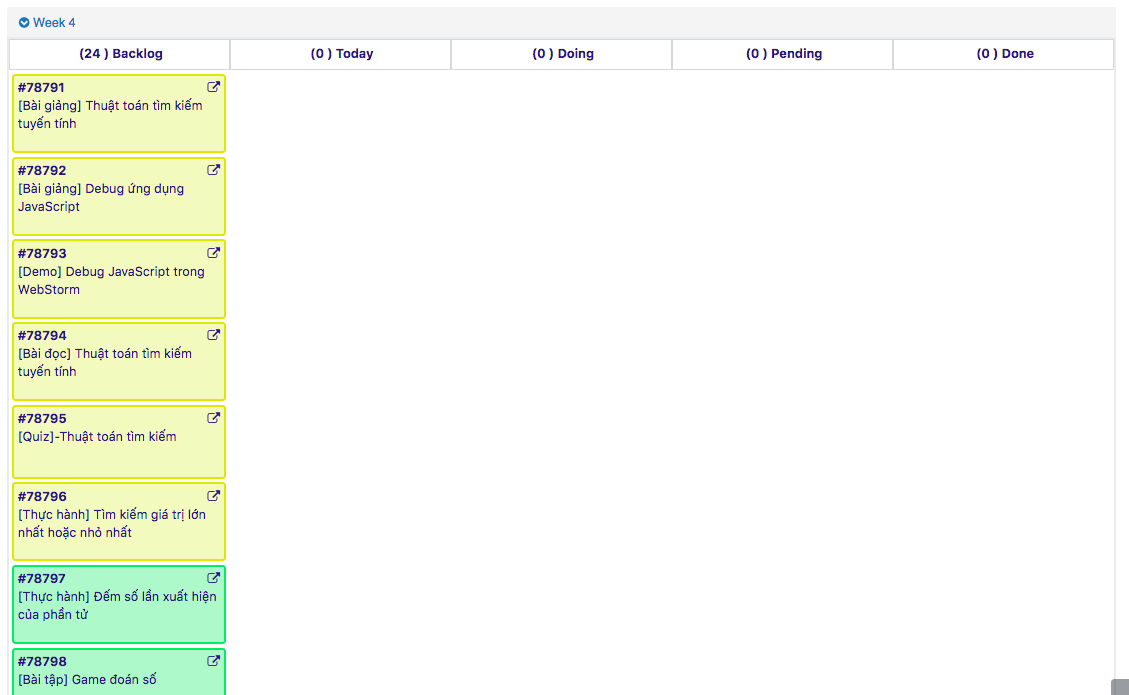 Week 4
(24 ) Backlog
(0 ) Today
(0 ) Doing
(0 ) Pending
(0 ) Done
#78791
[Bài giảng] Thuật toán tìm kiếm
tuyến tính
#78792
[Bài giảng] Debug ứng dụng
JavaScript
#78793
[Demo] Debug JavaScript trong
WebStorm
#78794
[Bài đọc] Thuật toán tìm kiếm
tuyến tính
#78795
[Quiz]-Thuật toán tìm kiếm
#78796
[Thực hành] Tìm kiếm giá trị lớn
nhất hoặc nhỏ nhất
#78797
[Thực hành] Đếm số lần xuất hiện
của phần tử
#78798
[Bài tập] Game đoán số